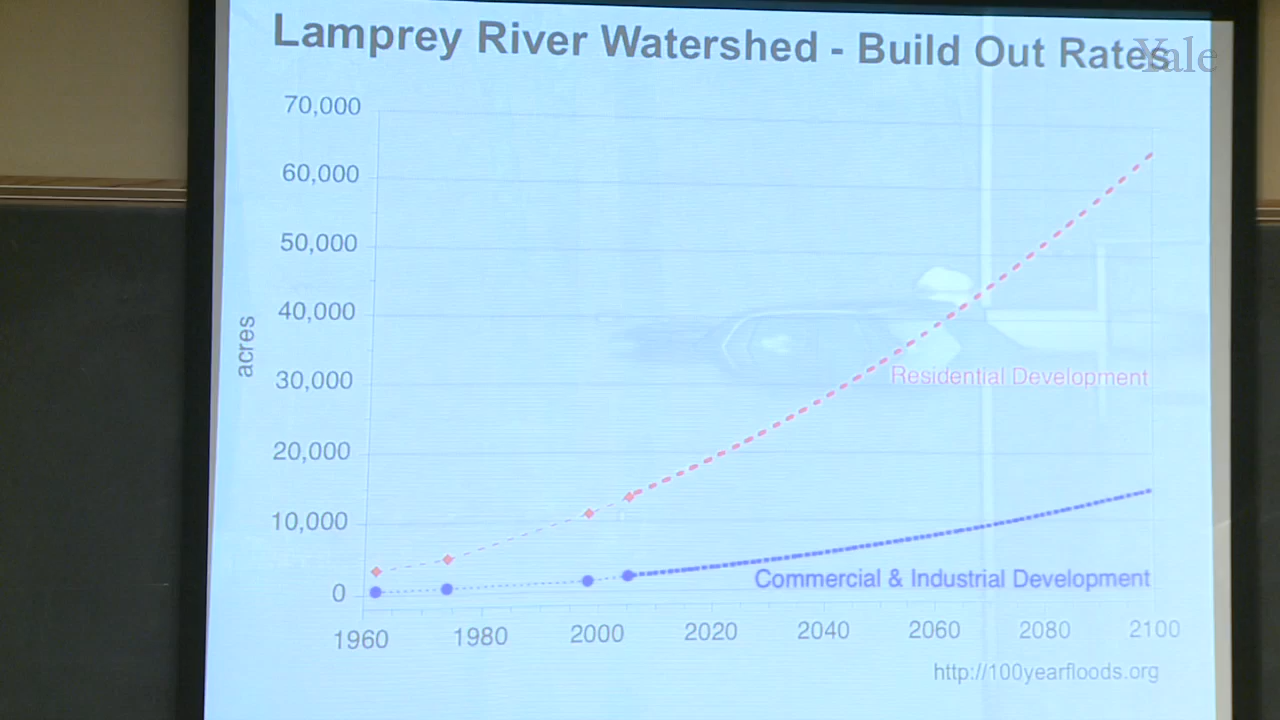 Lamprey River Watershed - Build Out Rates
Yale
70,000
60,000
50,000
40,000
30,000
20,000
10,000
0
acres
Residential Development
Commercial & Industrial Development
1960 1980 2000 2020 2040 2060 2080 2100
http://100yearfloods.org